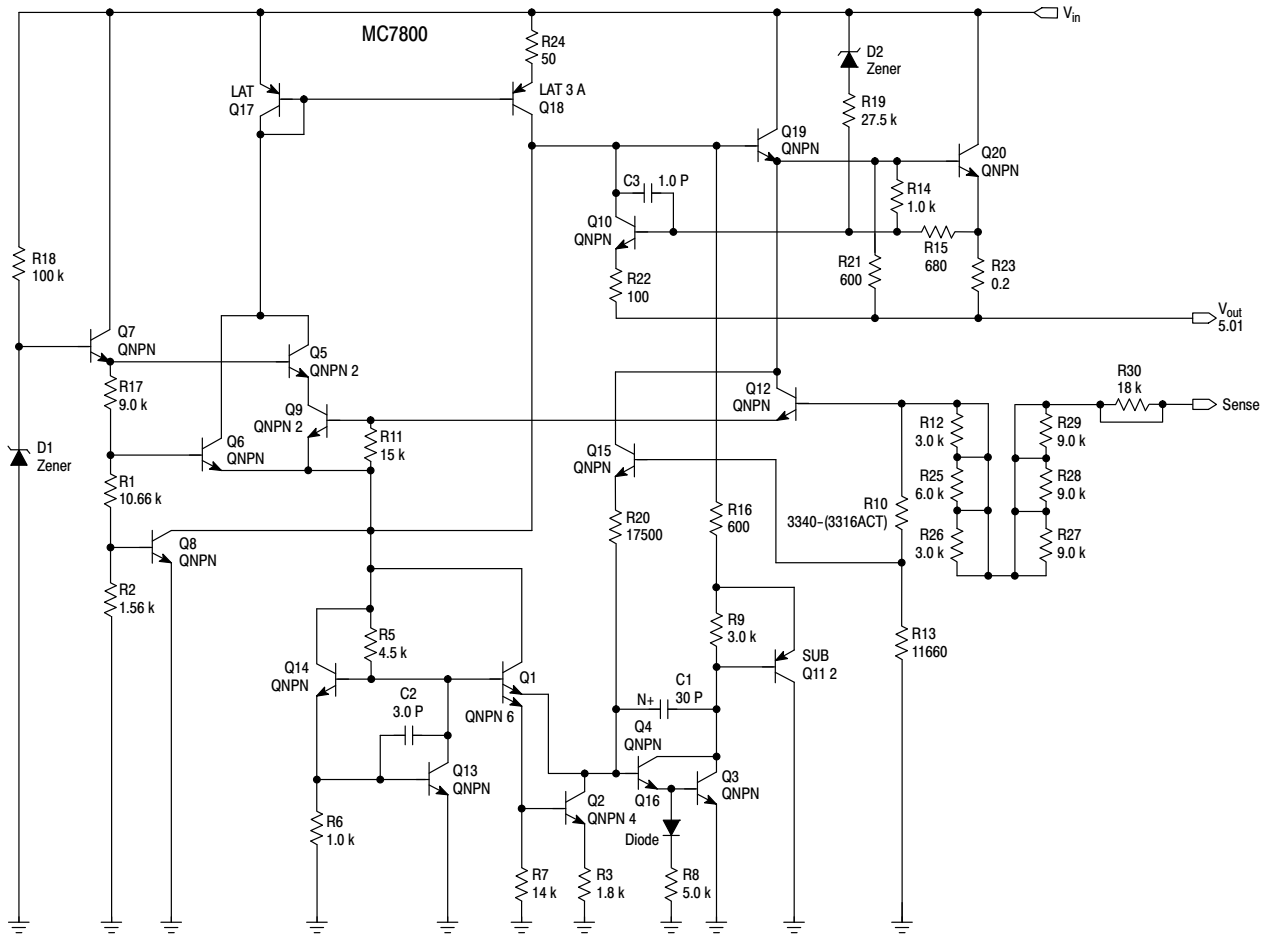 MC7800
Vin
R24
50
D2
Zener
LAT
Q17
LAT 3 A
Q18
R19
27.5 k
Q19
QNPN
Q20
QNPN
C3
1.0 P
R14
1.0 k
Q10
QNPN
R15
680
R18
100 k
R21
600
R23
0.2
R22
100
Vout
5.01
Q7
QNPN
Q5
QNPN 2
R30
18 k
R17
9.0 k
Q12
QNPN
Sense
Q9
QNPN 2
R12
3.0 k
R29
9.0 k
Q6
QNPN
R11
15 k
D1
Zener
Q15
QNPN
R1
10.66 k
R25
6.0 k
R28
9.0 k
R10
3340-(3316ACT)
R20
17500
R16
600
R26
3.0 k
R27
9.0 k
Q8
QNPN
R2
1.56 k
R9
3.0 k
R13
11660
R5
4.5 k
SUB
Q11 2
Q14
QNPN
Q1
QNPN 6
C2
3.0 P
N+
C1
30 P
Q4
QNPN
Q13
QNPN
Q3
QNPN
Q16
Q2
QNPN 4
R6
1.0 k
Diode
R7
14 k
R3
1.8 k
R8
5.0 k